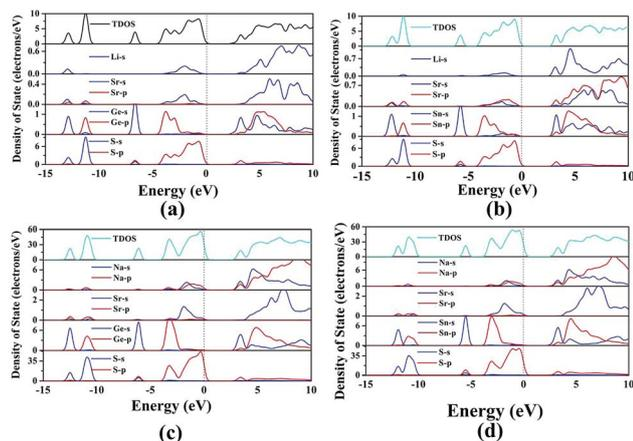 Density of State (electrons/eV)
10
5
0
TDOS
0.6
0.0
Li-s
0.4
0.0
Sr-s
Sr-p
1
0
Ge-s
Ge-p
6
0
S-s
S-p
-15 -10 -5 0 5 10
Energy (eV)
(a)
Density of State (electrons/eV)
10
5
0
TDOS
0.7
0.0
Li-s
0.7
0.0
Sr-s
Sr-p
2
1
0
Sn-s
Sn-p
6
0
S-s
S-p
-15 -10 -5 0 5 10
Energy (eV)
(b)
Density of State (electrons/eV)
60
30
0
TDOS
6
0
Na-s
Na-p
2
0
Sr-s
Sr-p
6
0
Ge-s
Ge-p
35
0
S-s
S-p
-15 -10 -5 0 5 10
Energy (eV)
(c)
Density of State (electrons/eV)
60
30
0
TDOS
6
0
Na-s
Na-p
2
0
Sr-s
Sr-p
6
0
Sn-s
Sn-p
35
0
S-s
S-p
-15 -10 -5 0 5 10
Energy (eV)
(d)